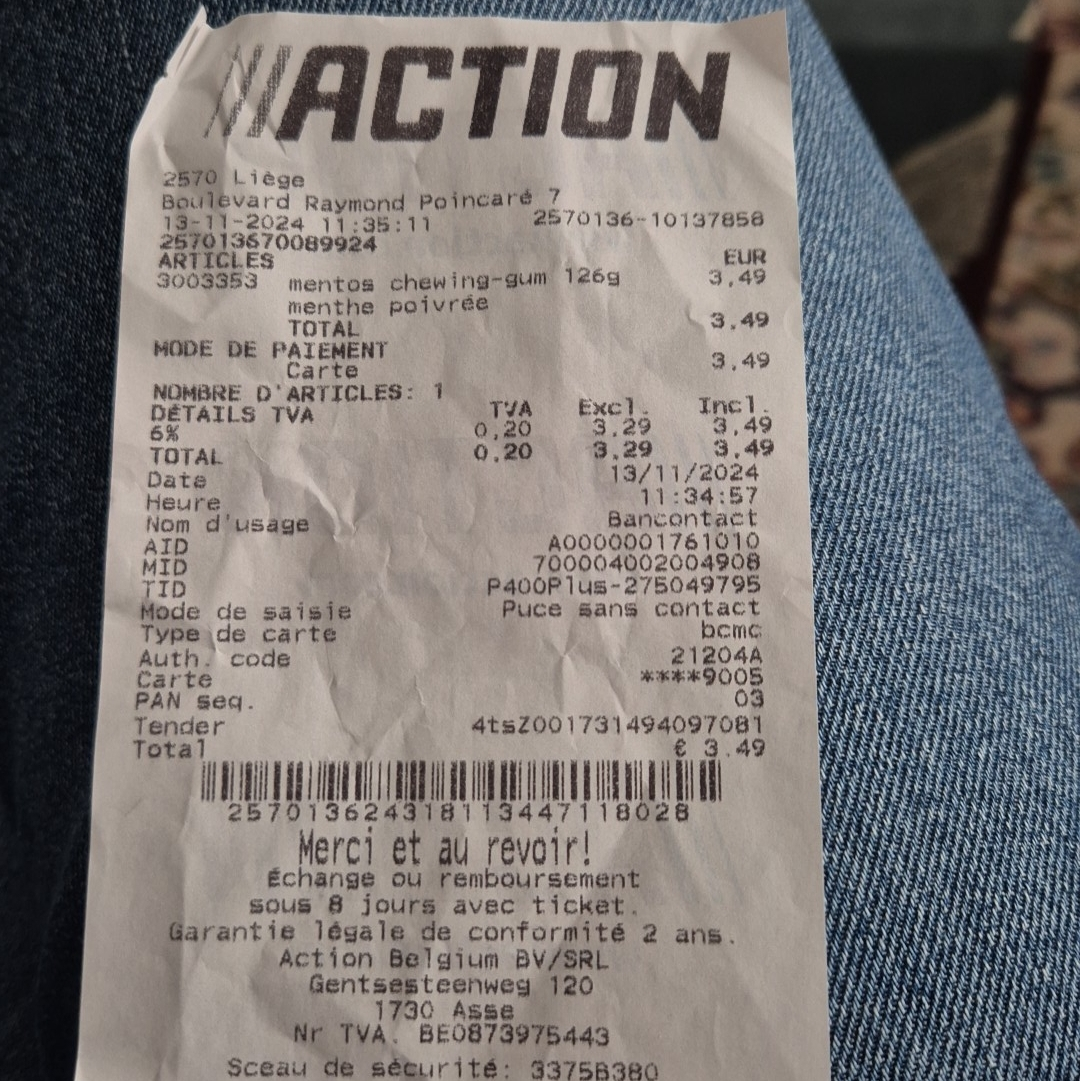 ACTION
2570 Liège
Boulevard Raymond Poincaré 7
13-11-2024 11:35:11 2570136-10137858
257013670089924
ARTICLES EUR
3003353 mentos chewing-gum 126g 3.49
menthe poivrée
TOTAL 3.49
MODE DE PAIEMENT
Carte 3.49
NOMBRE D'ARTICLES: 1
DÉTAILS TVA TVA Excl. Incl.
6% 0.20 3.29 3.49
TOTAL 0.20 3.29 3.49
Date 13/11/2024
Heure 11:34:57
Nom d'usage Bancontact
AID A0000001761010
MID 700004002004908
TID P400Plus-275049795
Mode de saisie Puce sans contact
Type de carte bcmc
Auth. code 21204A
Carte ****9005
PAN seq. 03
Tender 4tsZ001731494097081
Total € 3.49
257013624318113447118028
Merci et au revoir!
Échange ou remboursement
sous 8 jours avec ticket.
Garantie légale de conformité 2 ans.
Action Belgium BV/SRL
Gentsesteenweg 120
1730 Asse
Nr TVA. BE0873975443
Sceau de sécurité: 3375B380